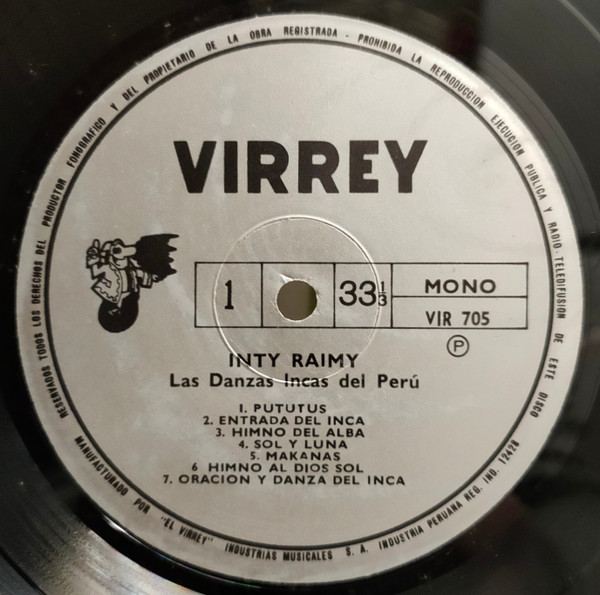 RESERVADOS TODOS LOS DERECHOS DEL PRODUCTOR FONOGRAFICO Y DEL PROPIETARIO DE LA OBRA REGISTRADA - PROHIBIDA LA REPRODUCCION EJECUCION PUBLICA Y RADIO-TELEDIFUSION DE ESTE DISCO
VIRREY
1 33 1/3 MONO
VIR 705
Ⓟ
INTY RAIMY
Las Danzas Incas del Perú
1. PUTUTUS
2. ENTRADA DEL INCA
3. HIMNO DEL ALBA
4. SOL Y LUNA
5. MAKANAS
6 HIMNO AL DIOS SOL
7. ORACION Y DANZA DEL INCA
MANUFACTURADO POR "EL VIRREY" INDUSTRIAS MUSICALES S. A. INDUSTRIA PERUANA REG. IND. 12428